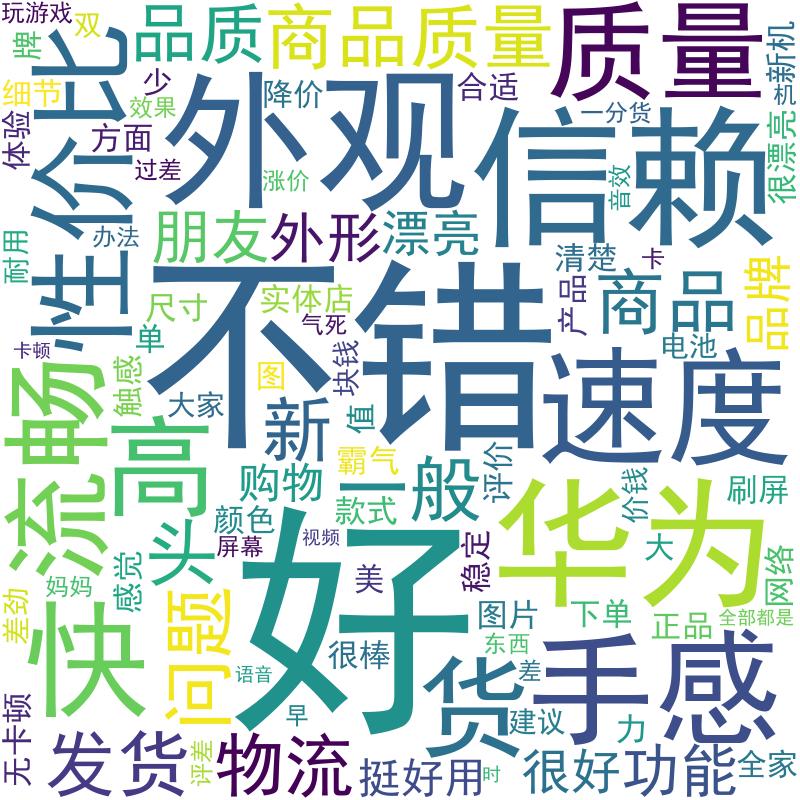 玩游戏
双
品质
商品质量
质量
新机
牌
少
降价
合适
细节
效果
一分货
很漂亮
性价比
外观
信赖
体验
方面
过差
涨价
音效
朋友
外形
漂亮
清楚
卡
耐用
办法
尺寸
实体店
产品
商品
品牌
不错
气死
单
电池
卡顿
触感
图
块钱
速度
流畅
高
大家
新
值
霸气
一般
评价
购物
款式
价钱
刷屏
头
颜色
屏幕
视频
稳定
华为
大
网络
感觉
妈妈
美
好
差劲
快
问题
图片
下单
正品
全部都是
很棒
东西
语音
货
差
手感
无卡顿
早
建议
力
发货
评差
物流
挺好用
时
很好
功能
全家